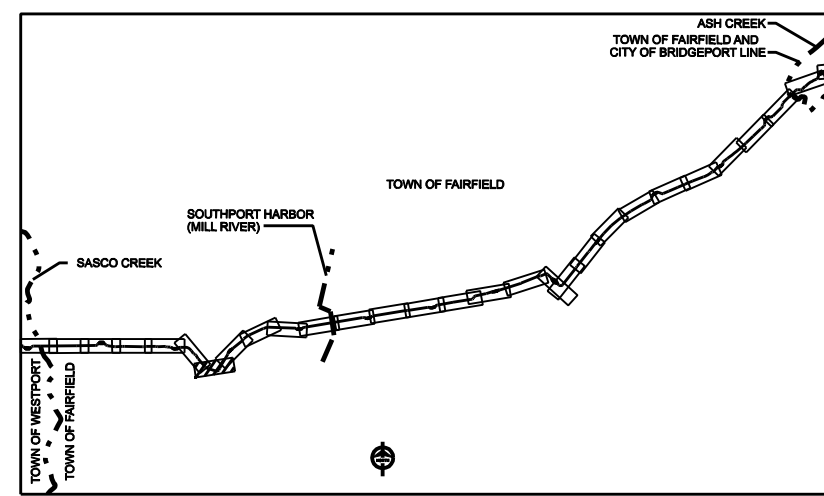 ASH CREEK
TOWN OF FAIRFIELD AND
CITY OF BRIDGEPORT LINE
TOWN OF FAIRFIELD
SOUTHPORT HARBOR
(MILL RIVER)
SASCO CREEK
TOWN OF WESTPORT
TOWN OF FAIRFIELD